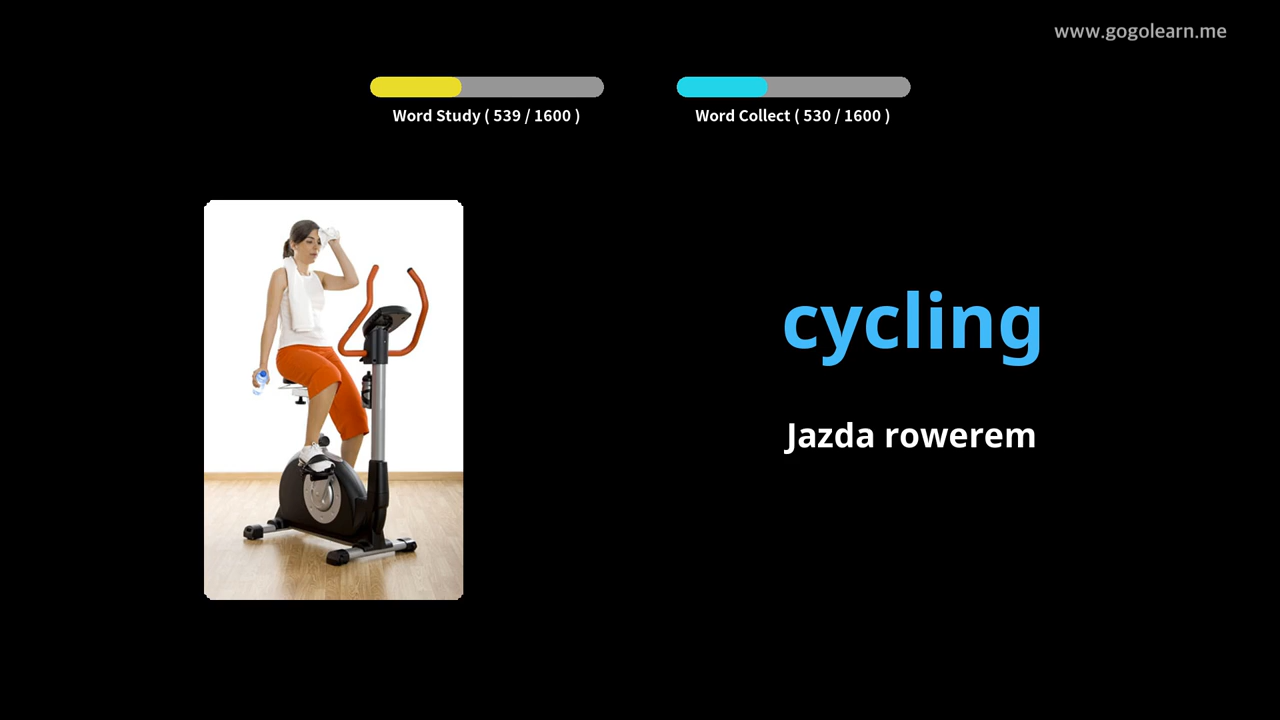 www.gogolearn.me
Word Study ( 539 / 1600 )
Word Collect ( 530 / 1600 )
cycling
Jazda rowerem